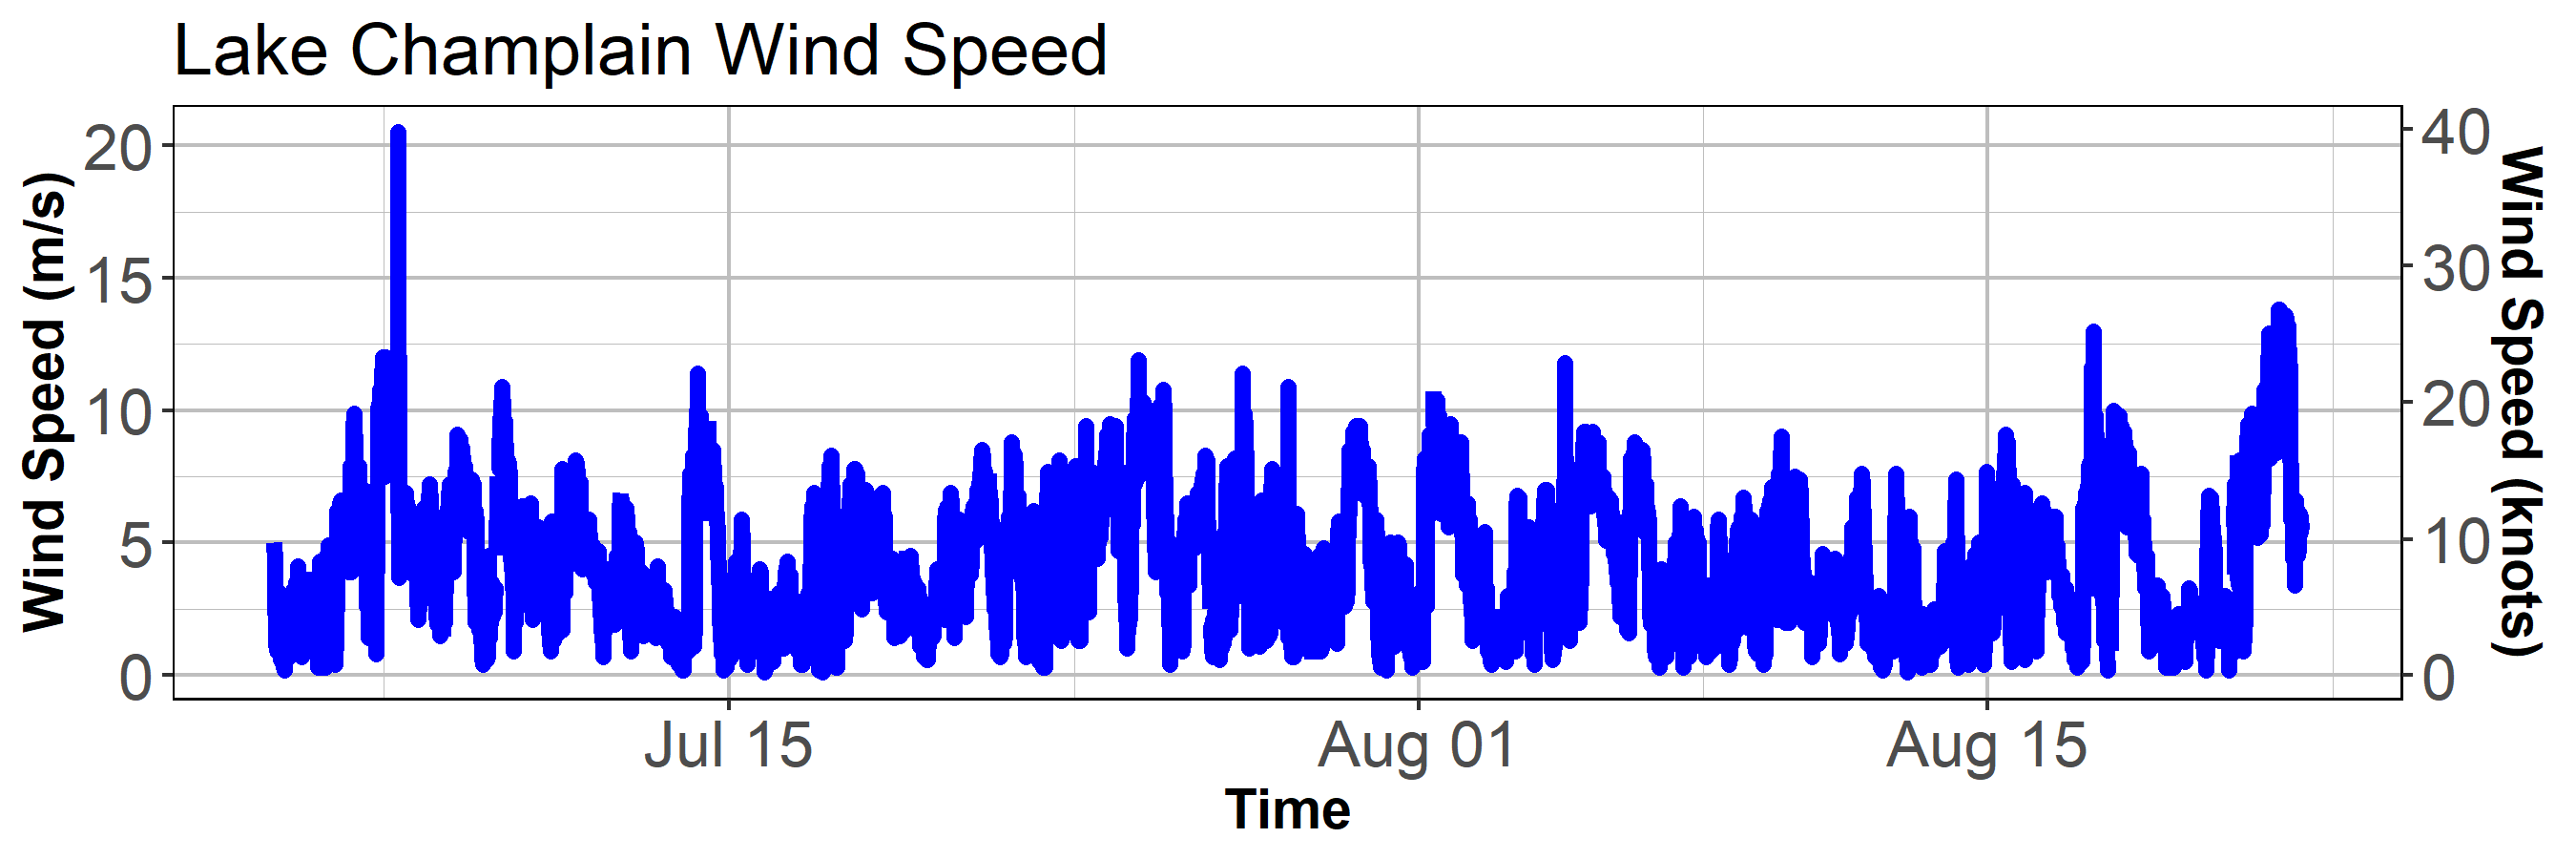 Lake Champlain Wind Speed
Wind Speed (m/s)
20
15
10
5
0
40
30
20
10
0
Wind Speed (knots)
Jul 15
Aug 01
Aug 15
Time